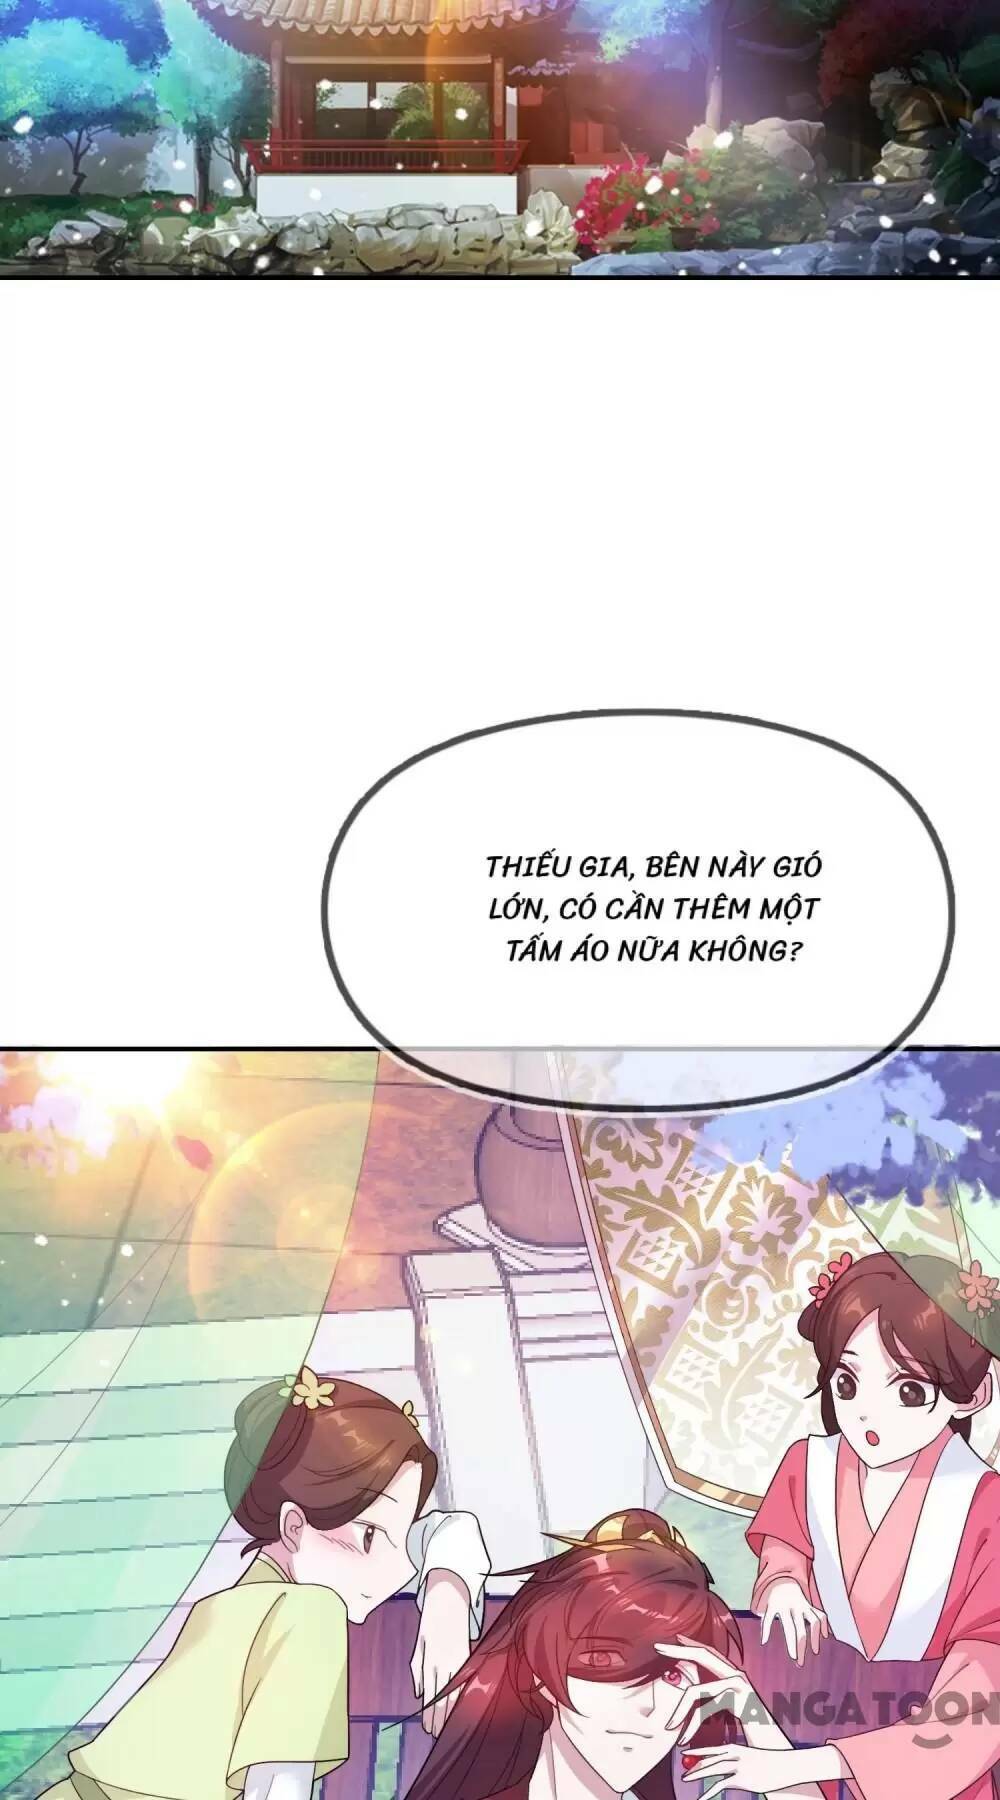 THIẾU GIA, BÊN NÀY GIÓ
LỚN, CÓ CẦN THÊM MỘT
TẤM ÁO NỮA KHÔNG?
MANGATOON